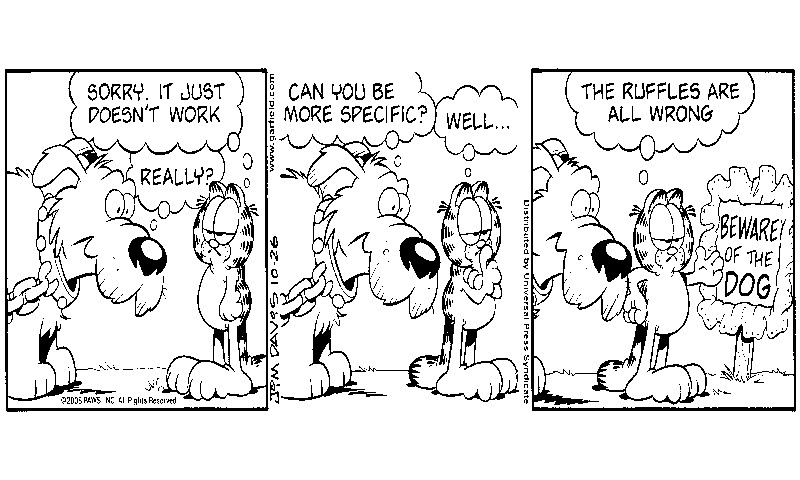 SORRY. IT JUST
DOESN'T WORK
REALLY?
©2005 PAWS, INC. All Rights Reserved
www.garfield.com
JIM DAVIS 10-26
CAN YOU BE
MORE SPECIFIC?
WELL...
Distributed by Universal Press Syndicate
THE RUFFLES ARE
ALL WRONG
BEWARE
OF THE
DOG